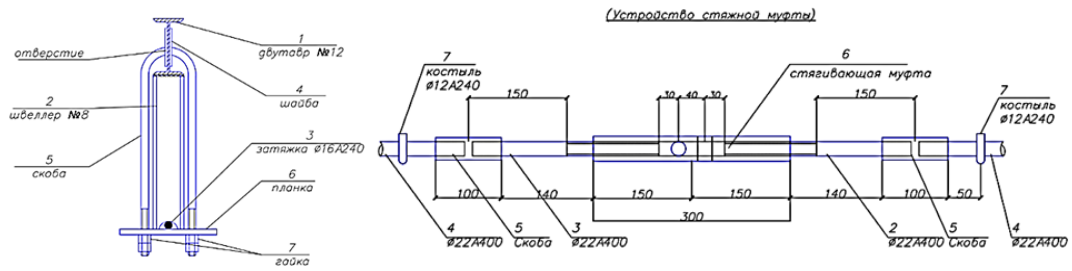 1
двутавр №12
отверстие
4
шайба
2
швеллер №8
3
затяжка ø16А240
5
скоба
6
планка
7
гайка
(Устройство стяжной муфты)
7
костыль
ø12А240
6
стягивающая муфта
7
костыль
ø12А240
150
30
40
30
150
100
140
150
150
140
100
50
300
4
ø22А400
5
Скоба
3
ø22А400
2
ø22А400
5
Скоба
4
ø22А400